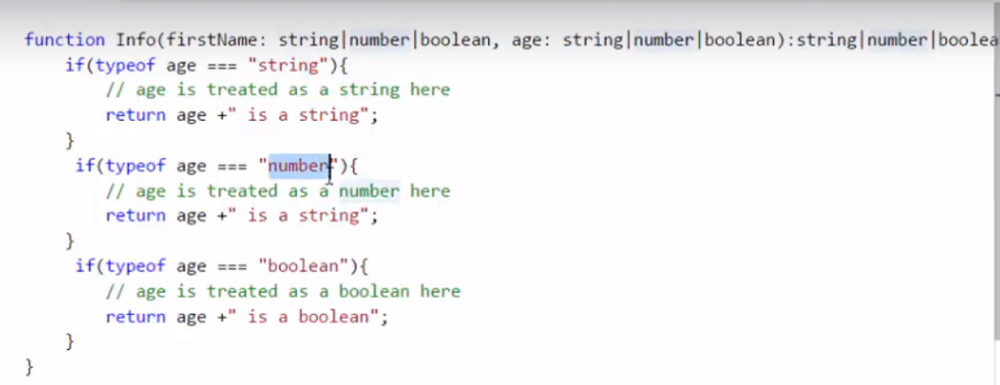 function Info(firstName: string|number|boolean, age: string|number|boolean):string|number|boolea
if(typeof age === "string"){
// age is treated as a string here
return age +" is a string";
}
if(typeof age === "number"){
// age is treated as a number here
return age +" is a string";
}
if(typeof age === "boolean"){
// age is treated as a boolean here
return age +" is a boolean";
}
}